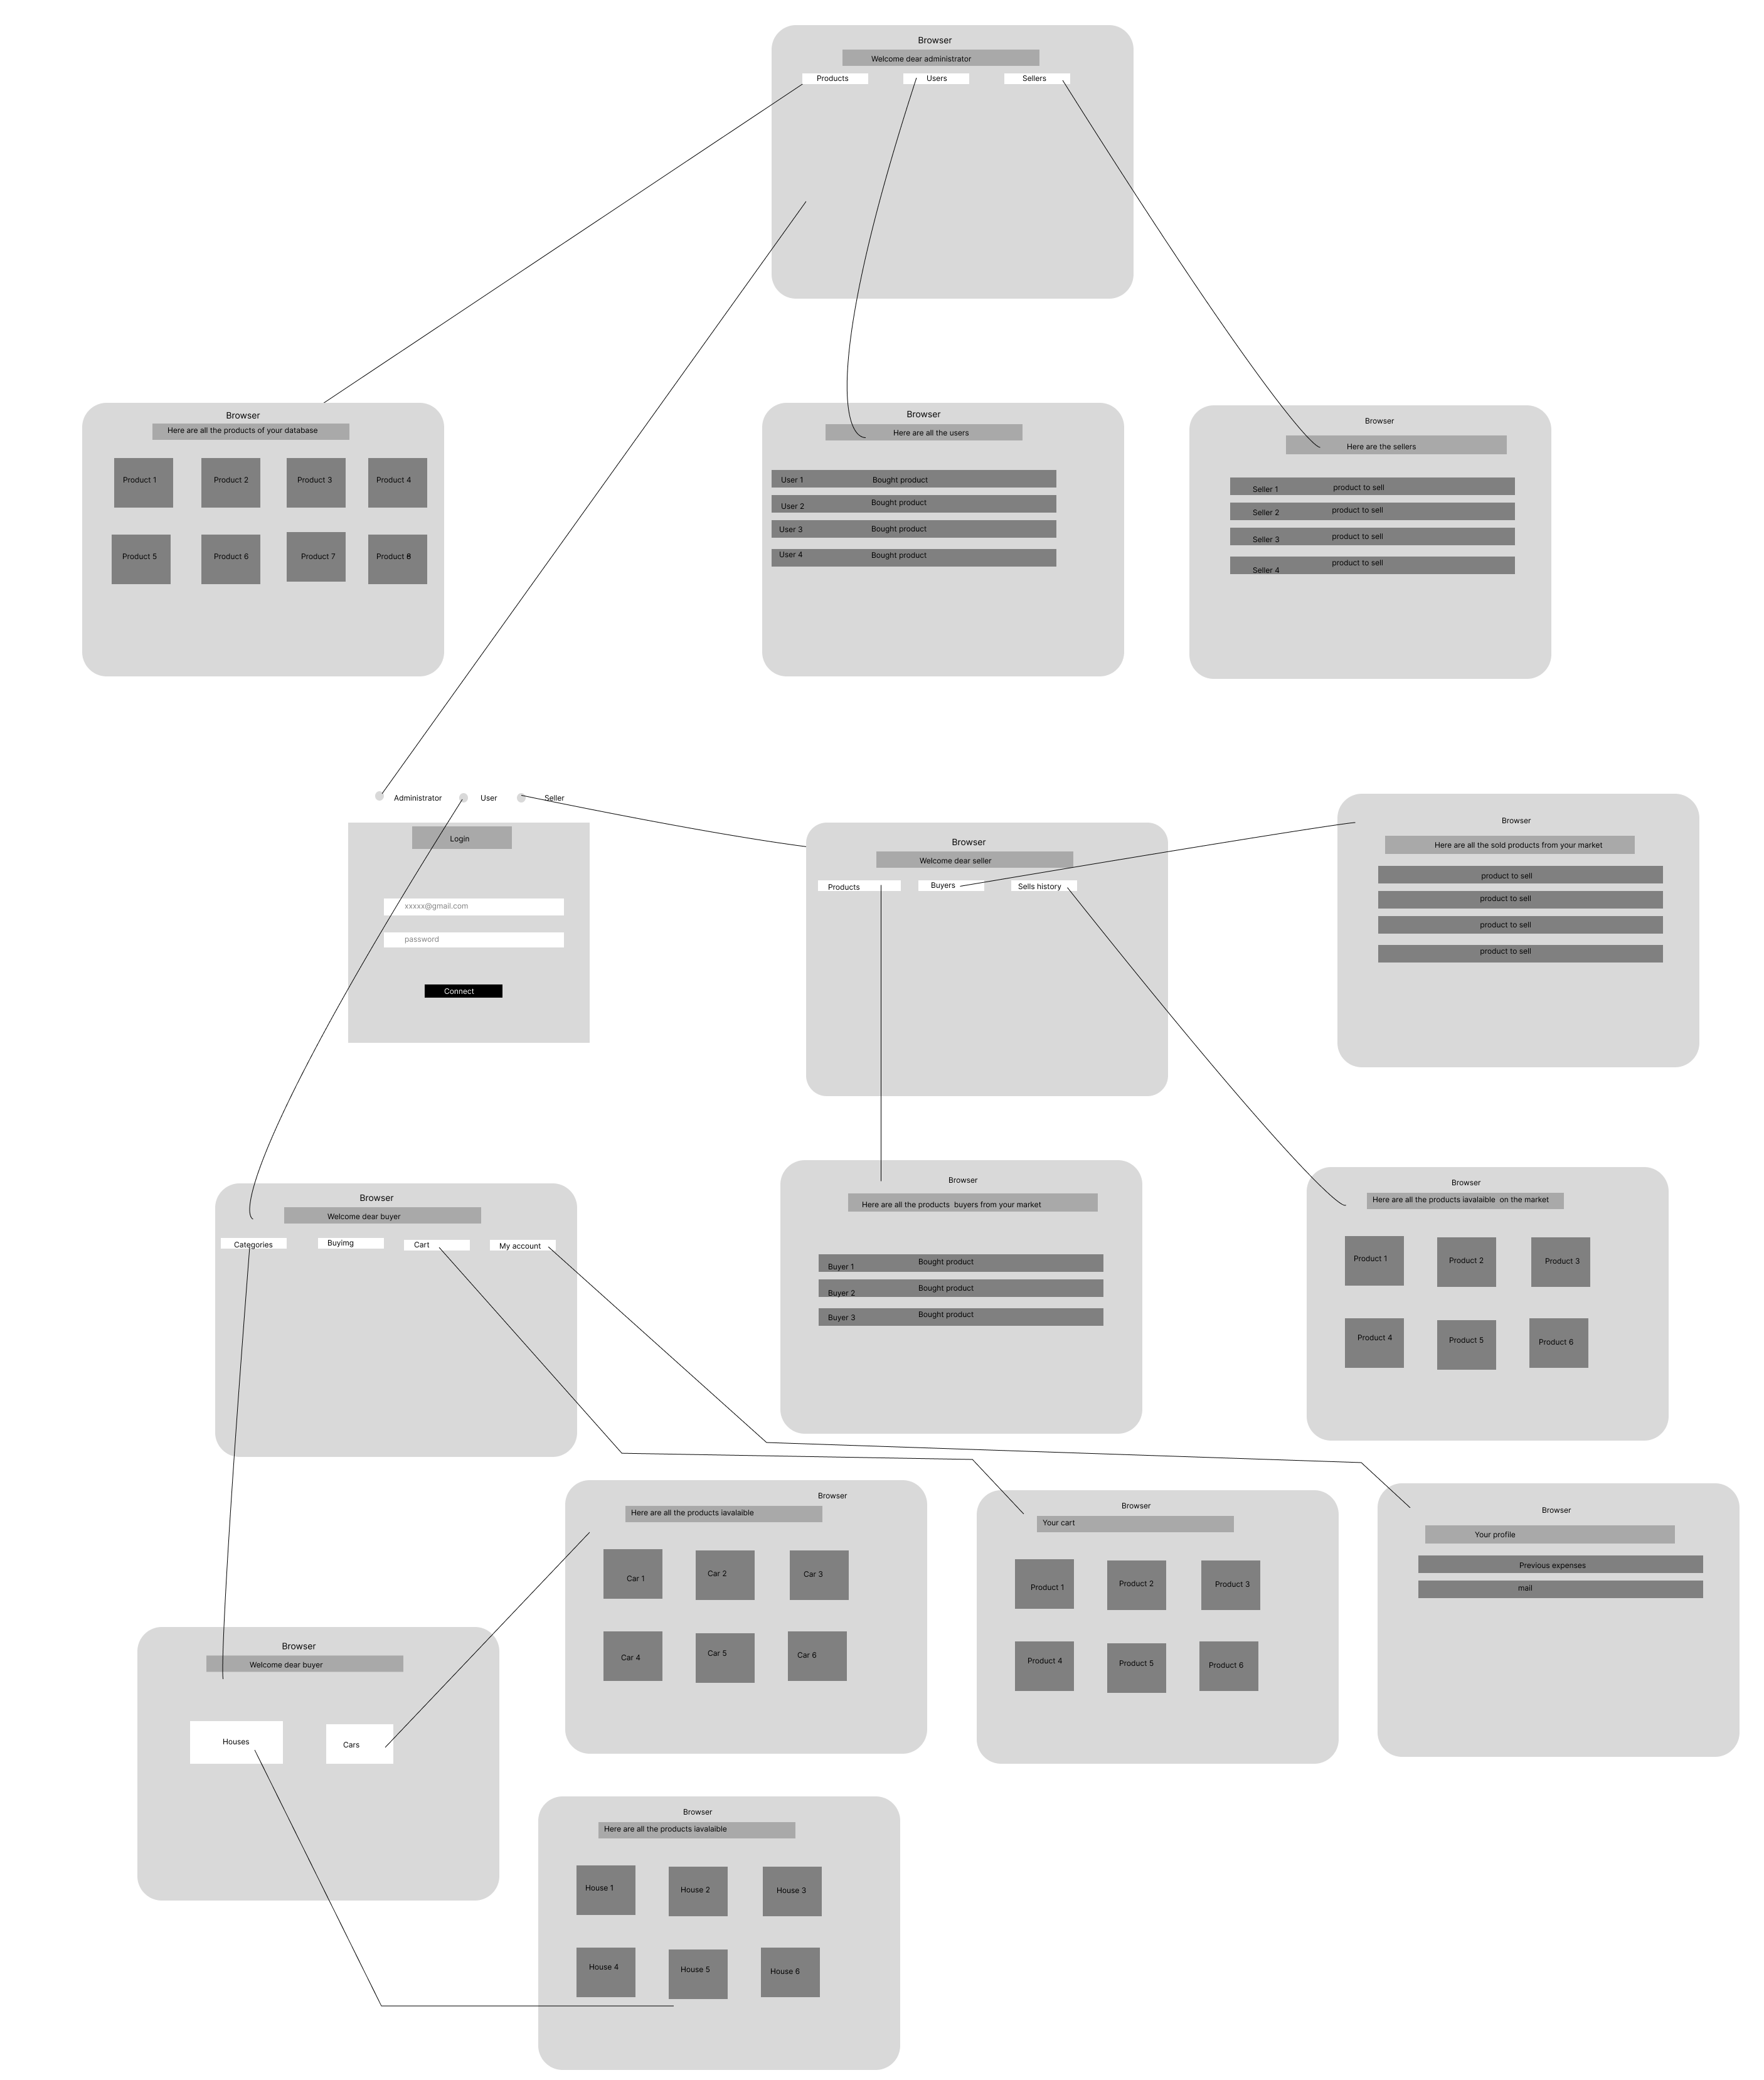 Browser
Welcome dear administrator
Products
Users
Sellers
Browser
Here are all the products of your database
Product 1
Product 2
Product 3
Product 4
Product 5
Product 6
Product 7
Product 8
Browser
Here are all the users
User 1 Bought product
User 2 Bought product
User 3 Bought product
User 4 Bought product
Browser
Here are the sellers
Seller 1 product to sell
Seller 2 product to sell
Seller 3 product to sell
Seller 4 product to sell
Administrator
User
Seller
Login
xxxxx@gmail.com
password
Connect
Browser
Welcome dear seller
Products
Buyers
Sells history
Browser
Here are all the sold products from your market
product to sell
product to sell
product to sell
product to sell
Browser
Welcome dear buyer
Categories
Buyimg
Cart
My account
Browser
Here are all the products buyers from your market
Buyer 1 Bought product
Buyer 2 Bought product
Buyer 3 Bought product
Browser
Here are all the products iavalaible on the market
Product 1
Product 2
Product 3
Product 4
Product 5
Product 6
Browser
Here are all the products iavalaible
Car 1
Car 2
Car 3
Car 4
Car 5
Car 6
Browser
Your cart
Product 1
Product 2
Product 3
Product 4
Product 5
Product 6
Browser
Your profile
Previous expenses
mail
Browser
Welcome dear buyer
Houses
Cars
Browser
Here are all the products iavalaible
House 1
House 2
House 3
House 4
House 5
House 6